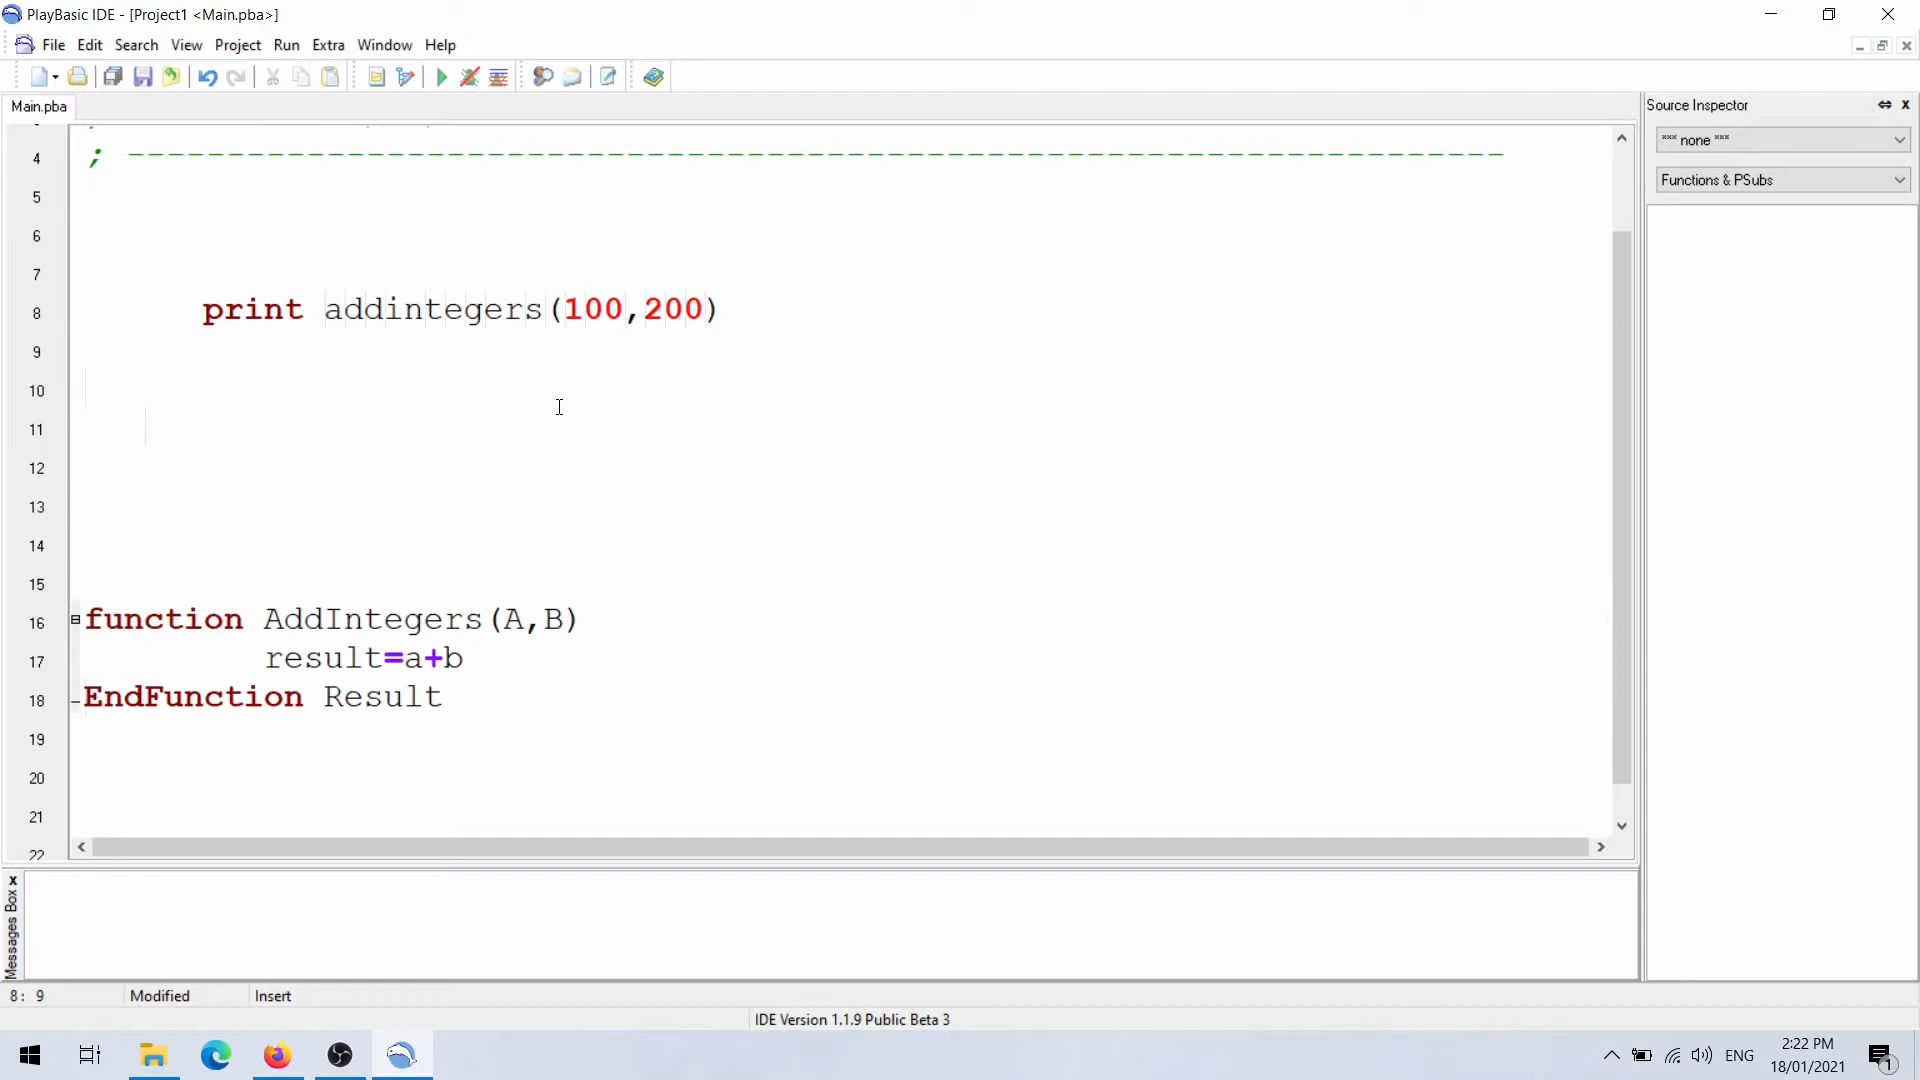 PlayBasic IDE - [Project1 <Main.pba>]
File Edit Search View Project Run Extra Window Help
Main.pba
Source Inspector
*** none ***
Functions & PSubs
4 ; ---------------------------------------------------------------------
5
6
7
8 print addintegers(100,200)
9
10
11
12
13
14
15
16 function AddIntegers(A,B)
17 result=a+b
18 EndFunction Result
19
20
21
22
Messages Box
8: 9 Modified Insert
IDE Version 1.1.9 Public Beta 3
ENG
2:22 PM
18/01/2021
1